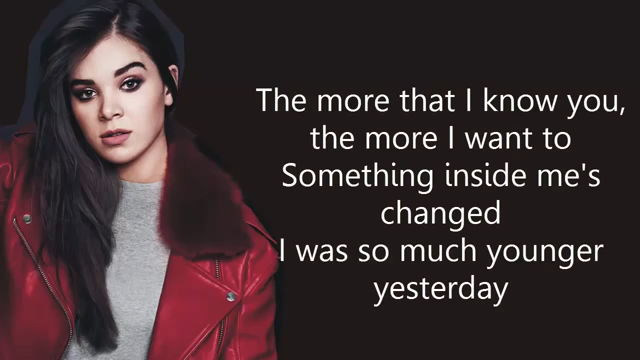 The more that I know you,
the more I want to
Something inside me's
changed
I was so much younger
yesterday